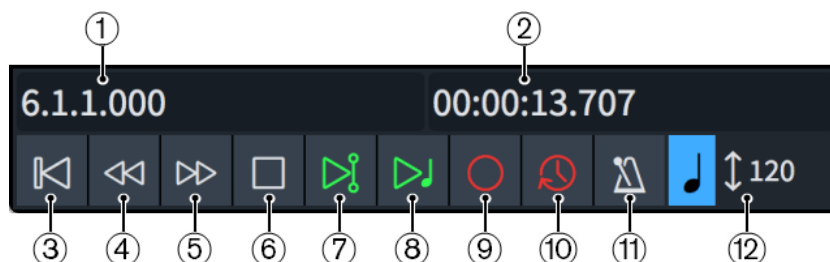 ① ②
6.1.1.000 00:00:13.707
120
③ ④ ⑤ ⑥ ⑦ ⑧ ⑨ ⑩ ⑪ ⑫